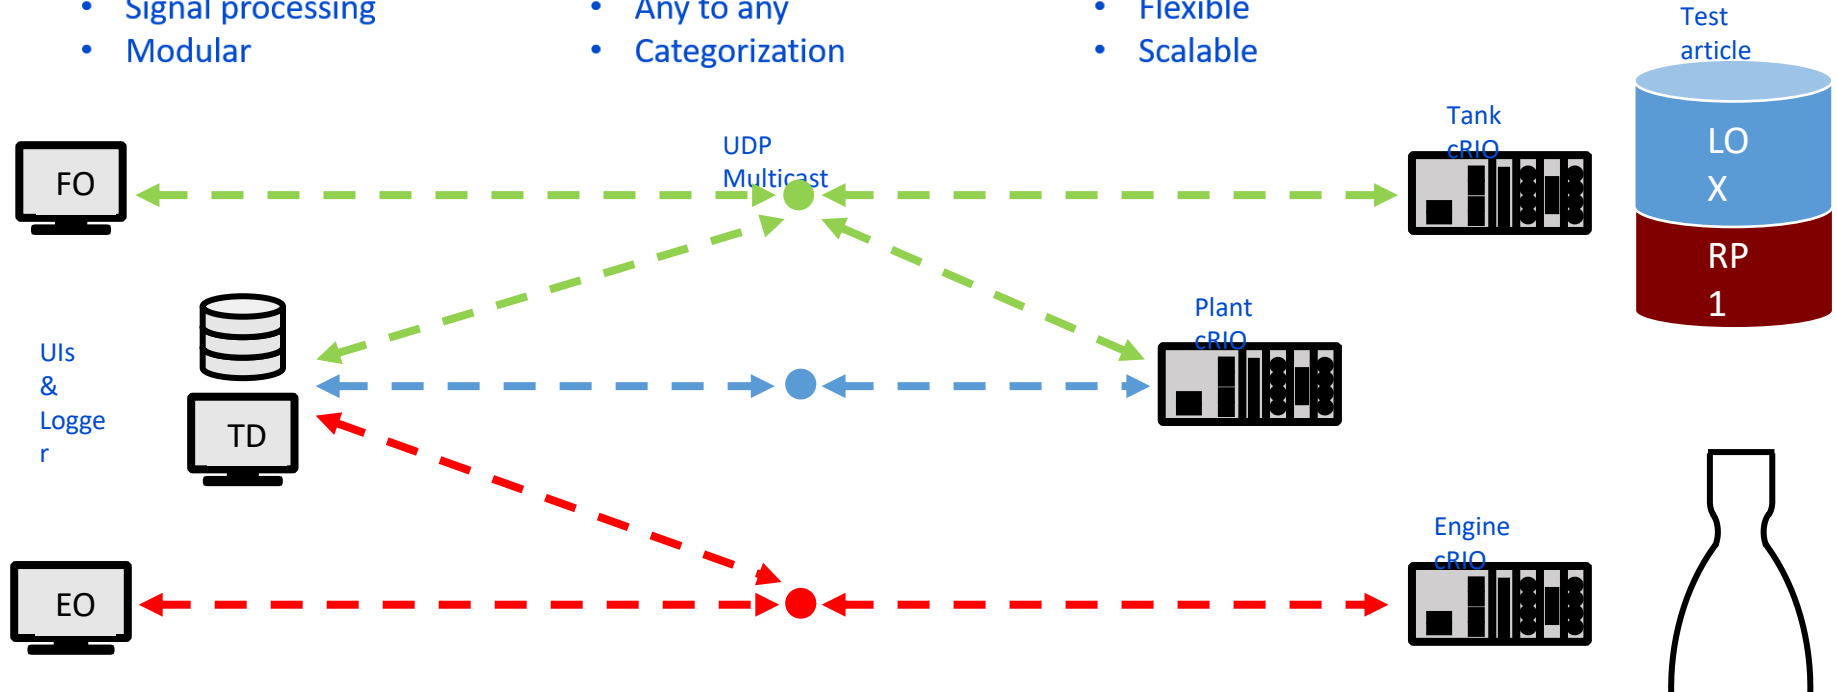 • Signal processing
• Modular
• Any to any
• Categorization
• Flexible
• Scalable
Test
article
UDP
Multicast
Tank
cRIO
LO
X
FO
RP
1
Plant
cRIO
UIs
&
Logge
r
TD
Engine
cRIO
EO